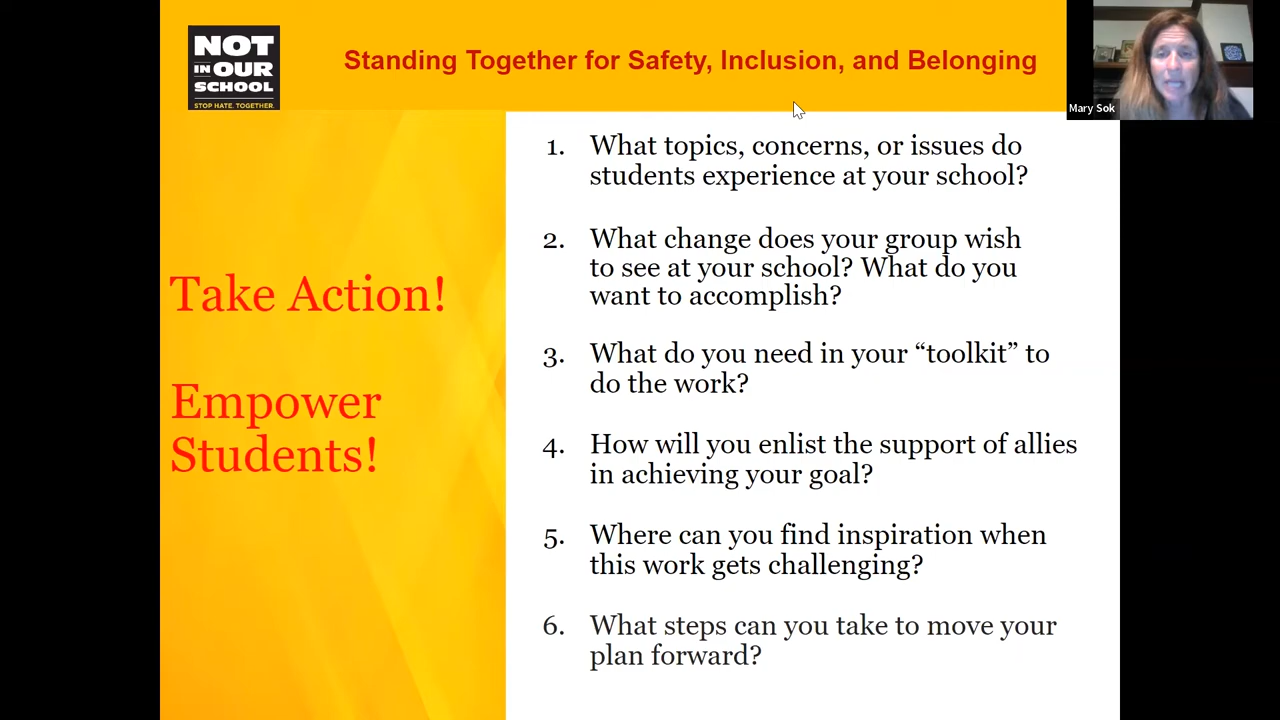 NOT
IN OUR
SCHOOL
STOP HATE. TOGETHER.
Standing Together for Safety, Inclusion, and Belonging
Mary Sok
Take Action!
Empower
Students!
1. What topics, concerns, or issues do
students experience at your school?
2. What change does your group wish
to see at your school? What do you
want to accomplish?
3. What do you need in your “toolkit” to
do the work?
4. How will you enlist the support of allies
in achieving your goal?
5. Where can you find inspiration when
this work gets challenging?
6. What steps can you take to move your
plan forward?